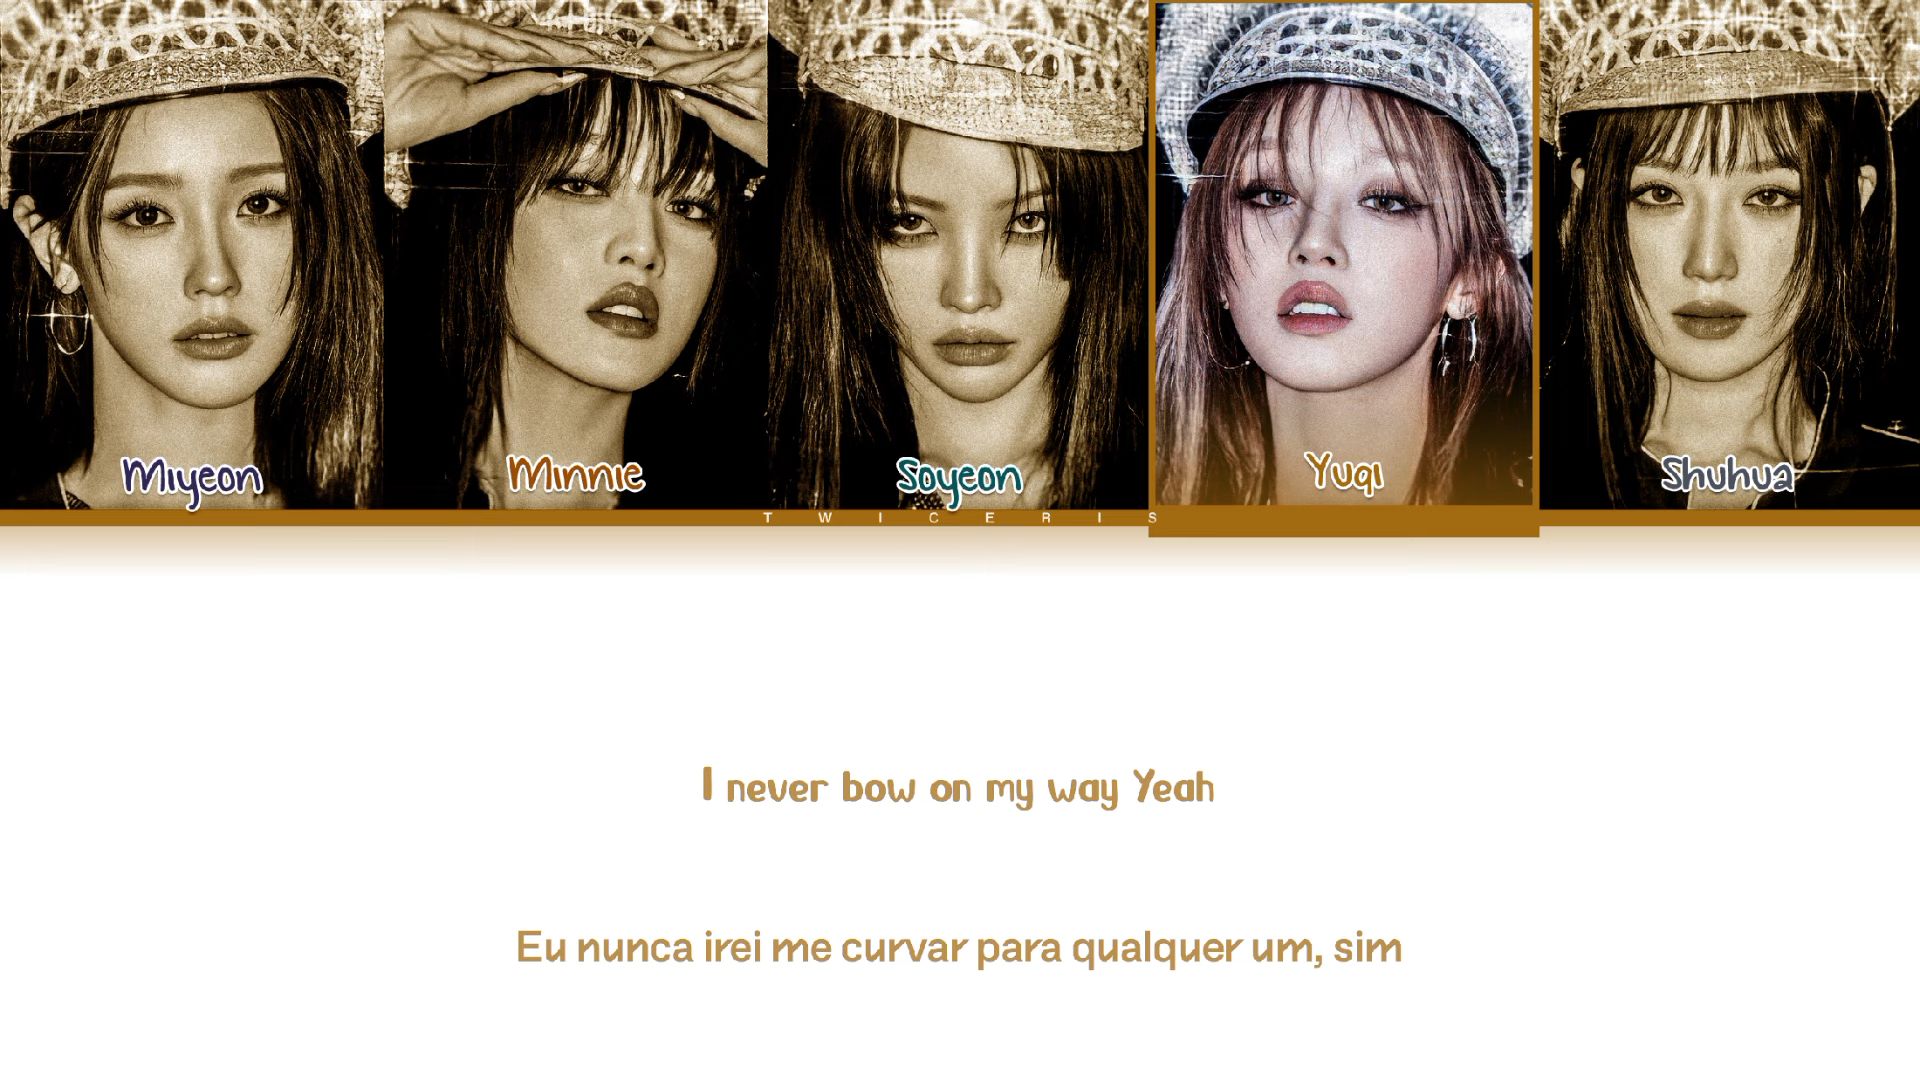 Miyeon
Minnie
Soyeon
Yuqi
Shuhua
TWICERIS
I never bow on my way Yeah
Eu nunca irei me curvar para qualquer um, sim